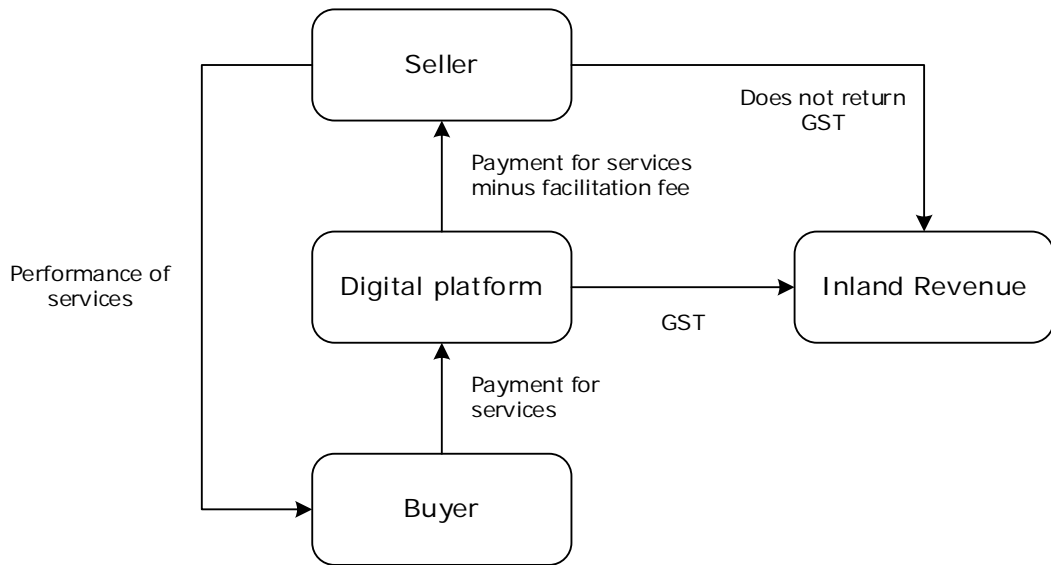 Seller
Does not return
GST
Payment for services
minus facilitation fee
Performance of
services
Digital platform
Inland Revenue
GST
Payment for
services
Buyer